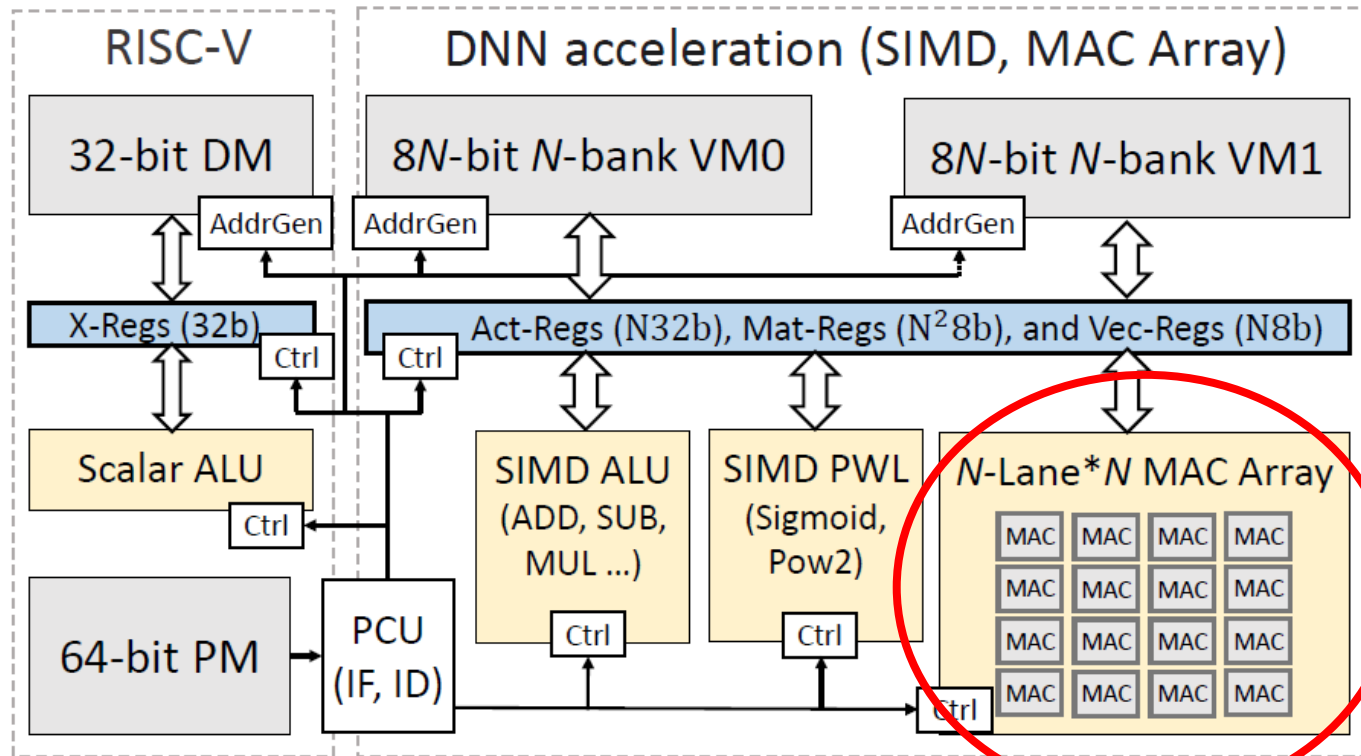 RISC-V
DNN acceleration (SIMD, MAC Array)
32-bit DM
8N-bit N-bank VM0
8N-bit N-bank VM1
AddrGen
AddrGen
AddrGen
X-Regs (32b)
Act-Regs (N32b), Mat-Regs (N²8b), and Vec-Regs (N8b)
Ctrl
Ctrl
Scalar ALU
Ctrl
SIMD ALU
(ADD, SUB,
MUL ...)
Ctrl
SIMD PWL
(Sigmoid,
Pow2)
Ctrl
N-Lane*N MAC Array
MAC MAC MAC MAC
MAC MAC MAC MAC
MAC MAC MAC MAC
MAC MAC MAC MAC
Ctrl
64-bit PM
PCU
(IF, ID)